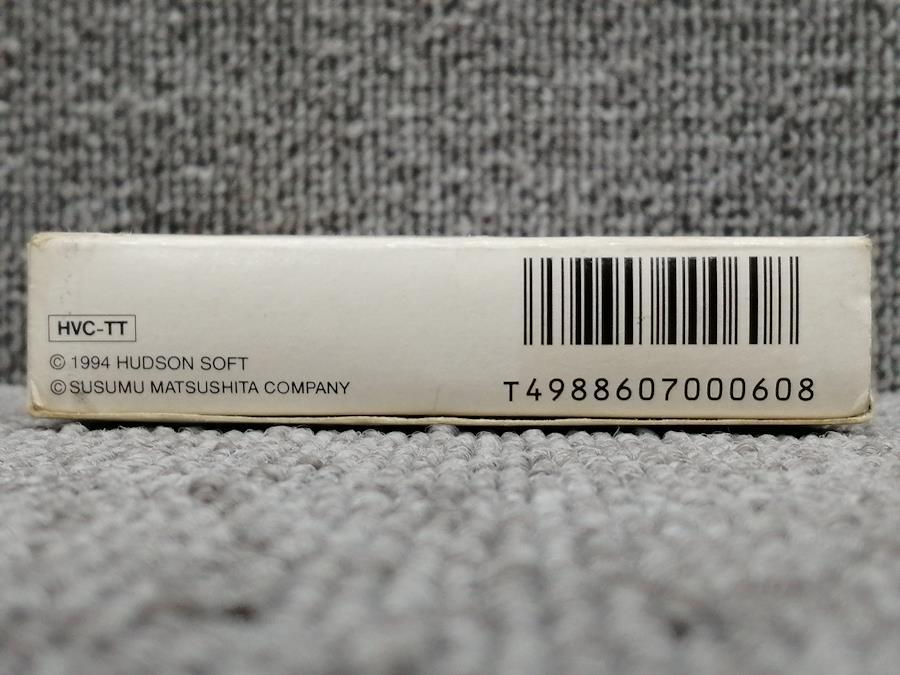 HVC-TT
© 1994 HUDSON SOFT
© SUSUMU MATSUSHITA COMPANY
T4988607000608